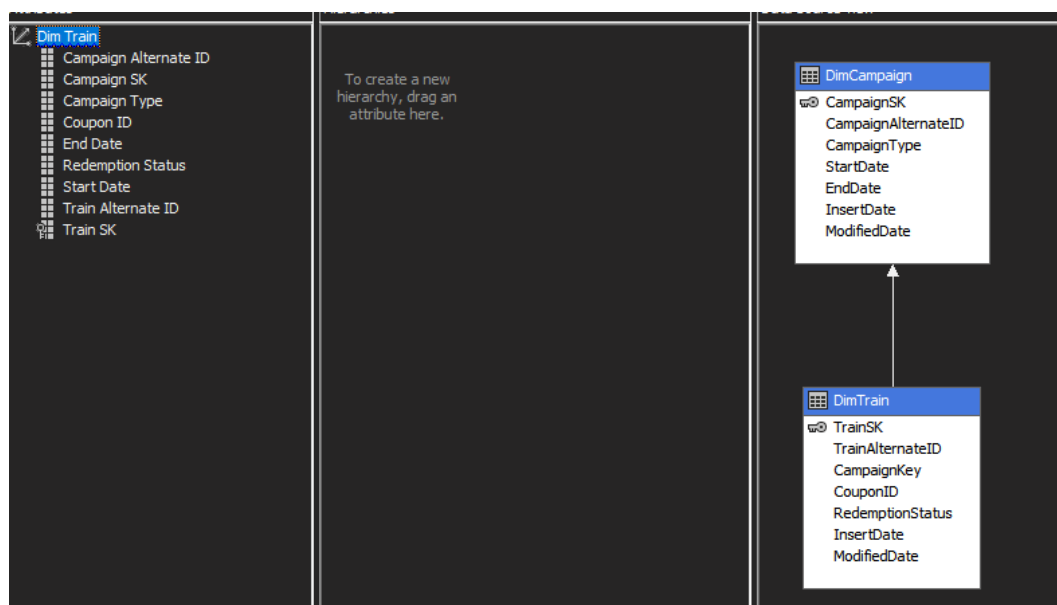 Dim Train
Campaign Alternate ID
Campaign SK
Campaign Type
Coupon ID
End Date
Redemption Status
Start Date
Train Alternate ID
Train SK
To create a new
hierarchy, drag an
attribute here.
DimCampaign
CampaignSK
CampaignAlternateID
CampaignType
StartDate
EndDate
InsertDate
ModifiedDate
DimTrain
TrainSK
TrainAlternateID
CampaignKey
CouponID
RedemptionStatus
InsertDate
ModifiedDate